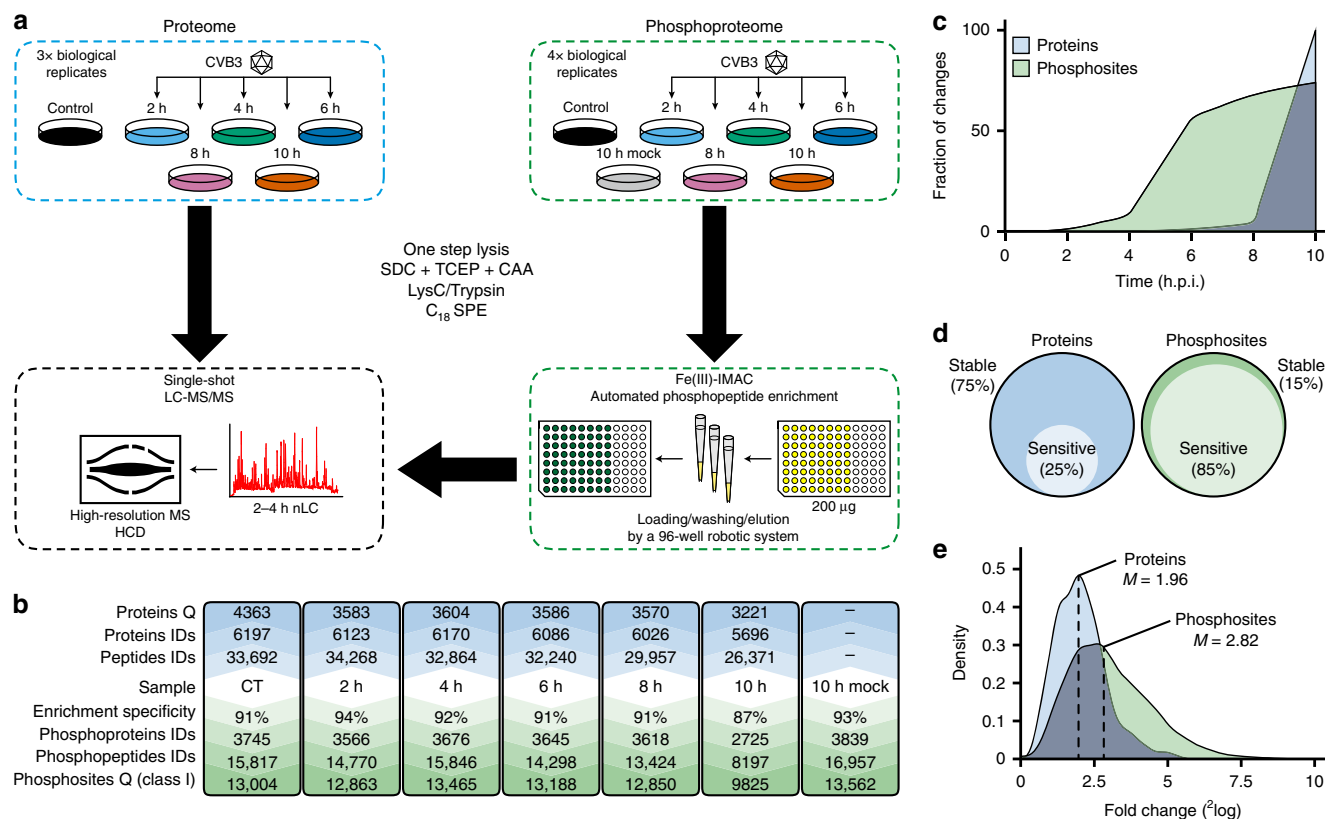 a
Proteome
3× biological
replicates
CVB3
Control
2 h
4 h
6 h
8 h
10 h
Phosphoproteome
4× biological
replicates
CVB3
Control
2 h
4 h
6 h
10 h mock
8 h
10 h
One step lysis
SDC + TCEP + CAA
LysC/Trypsin
C18 SPE
Single-shot
LC-MS/MS
High-resolution MS
HCD
2–4 h nLC
Fe(III)-IMAC
Automated phosphopeptide enrichment
200 µg
Loading/washing/elution
by a 96-well robotic system
b
Proteins Q 4363 3583 3604 3586 3570 3221 –
Proteins IDs 6197 6123 6170 6086 6026 5696 –
Peptides IDs 33,692 34,268 32,864 32,240 29,957 26,371 –
Sample CT 2 h 4 h 6 h 8 h 10 h 10 h mock
Enrichment specificity 91% 94% 92% 91% 91% 87% 93%
Phosphoproteins IDs 3745 3566 3676 3645 3618 2725 3839
Phosphopeptides IDs 15,817 14,770 15,846 14,298 13,424 8197 16,957
Phosphosites Q (class I) 13,004 12,863 13,465 13,188 12,850 9825 13,562
c
Proteins
Phosphosites
Fraction of changes
100
50
0
0 2 4 6 8 10
Time (h.p.i.)
d
Proteins
Stable
(75%)
Sensitive
(25%)
Phosphosites
Stable
(15%)
Sensitive
(85%)
e
Proteins
M = 1.96
Phosphosites
M = 2.82
Density
0.5
0.4
0.3
0.2
0.1
0
0 2.5 5 7.5 10
Fold change (²log)